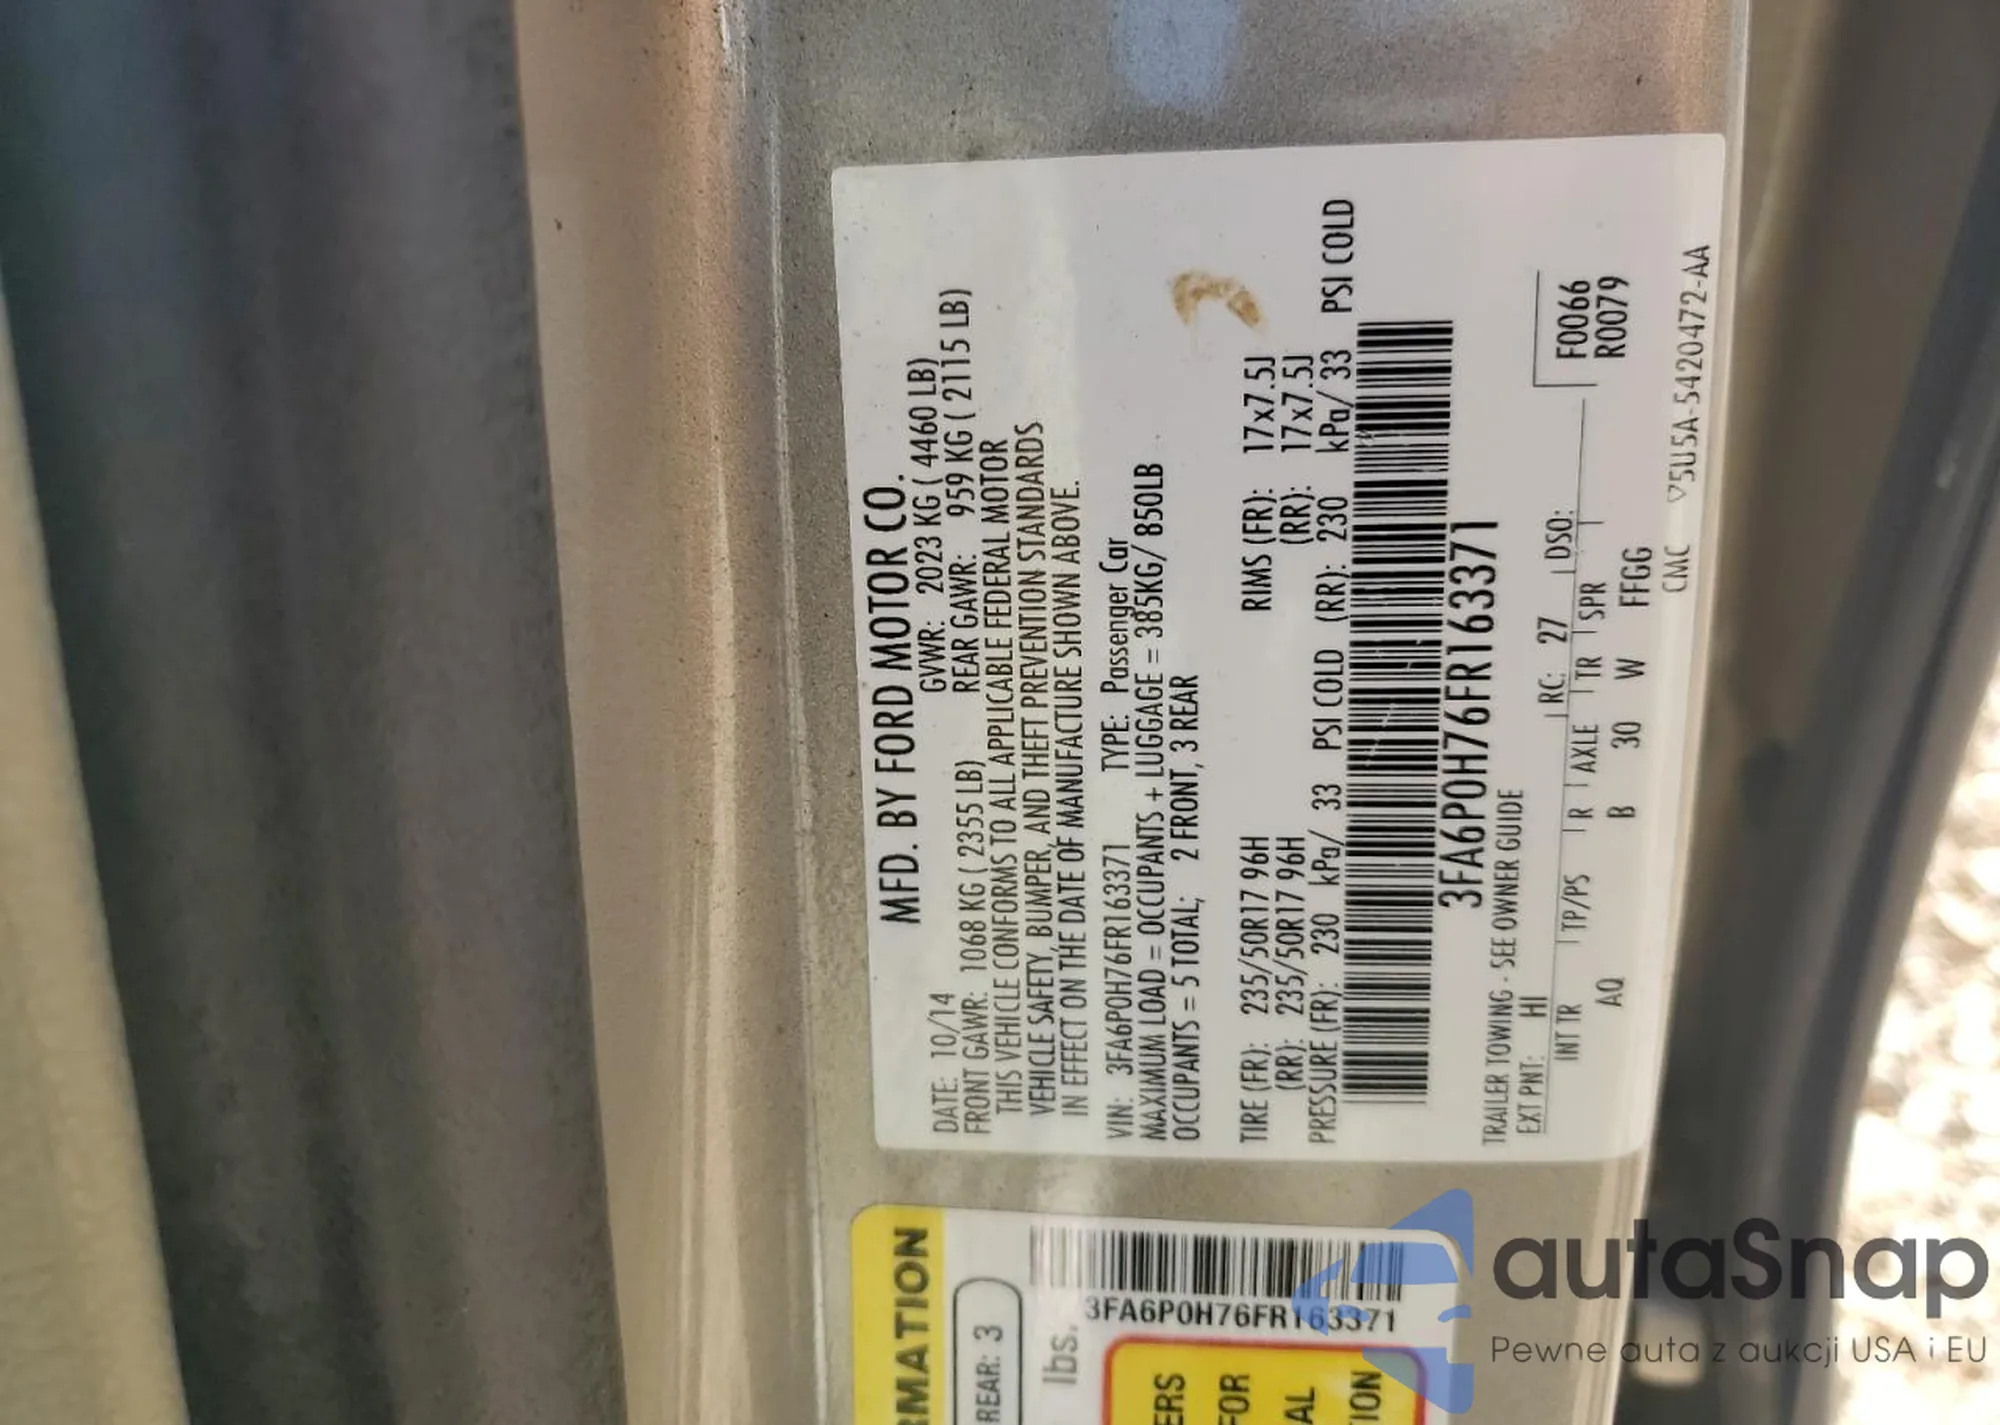 MFD. BY FORD MOTOR CO.
DATE: 10/14 GVWR: 2023 KG ( 4460 LB)
FRONT GAWR: 1068 KG ( 2355 LB) REAR GAWR: 959 KG ( 2115 LB)
THIS VEHICLE CONFORMS TO ALL APPLICABLE FEDERAL MOTOR
VEHICLE SAFETY, BUMPER, AND THEFT PREVENTION STANDARDS
IN EFFECT ON THE DATE OF MANUFACTURE SHOWN ABOVE.
VIN: 3FA6P0H76FR163371 TYPE: Passenger Car
MAXIMUM LOAD = OCCUPANTS + LUGGAGE = 385KG/ 850LB
OCCUPANTS = 5 TOTAL; 2 FRONT, 3 REAR
TIRE (FR): 235/50R17 96H RIMS (FR): 17x7.5J
(RR): 235/50R17 96H (RR): 17x7.5J
PRESSURE (FR): 230 kPa/ 33 PSI COLD (RR): 230 kPa/ 33 PSI COLD
3FA6P0H76FR163371
TRAILER TOWING - SEE OWNER GUIDE
EXT PNT: HI RC: 27 DSO:
INT TR TP/PS R AXLE TR SPR
AQ B 30 W FFGG
F0066
R0079
CMC ▽5U5A-5420472-AA
RMATION
REAR: 3
lbs.
3FA6P0H76FR163371
ERS
FOR
AL
ION
autaSnap
Pewne auta z aukcji USA i EU